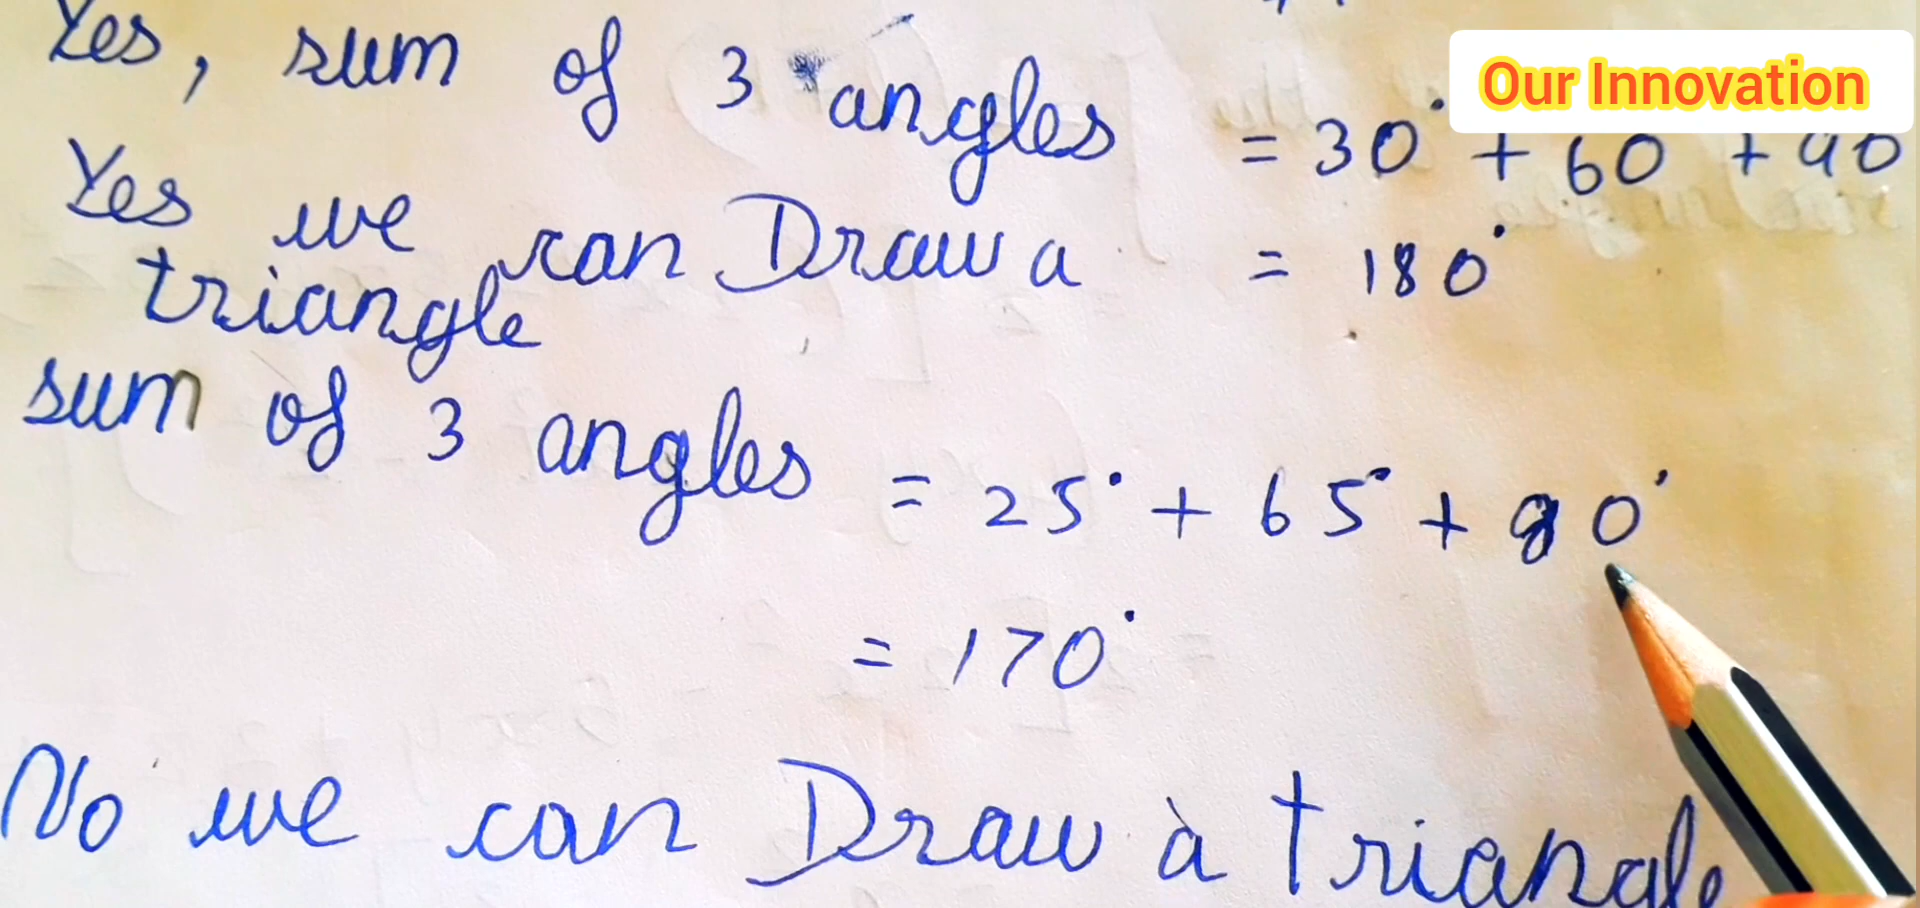 Our Innovation
Yes, sum of 3 angles = 30° + 60 + 90
Yes we can Draw a = 180°
triangle
sum of 3 angles = 25° + 65° + 80°
= 170°
No we can Draw a triangle